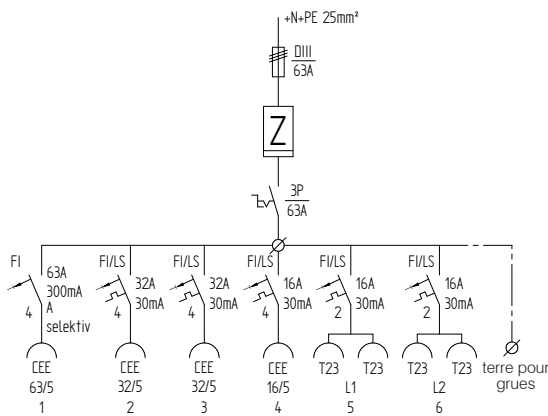 +N+PE 25mm²
DIII
63A
Z
3P
63A
FI
63A
300mA
A
selektiv
4
CEE
63/5
1
FI/LS
32A
30mA
4
CEE
32/5
2
FI/LS
32A
30mA
4
CEE
32/5
3
FI/LS
16A
30mA
4
CEE
16/5
4
FI/LS
16A
30mA
2
T23 T23
L1
5
FI/LS
16A
30mA
2
T23 T23
L2
6
terre pour
grues